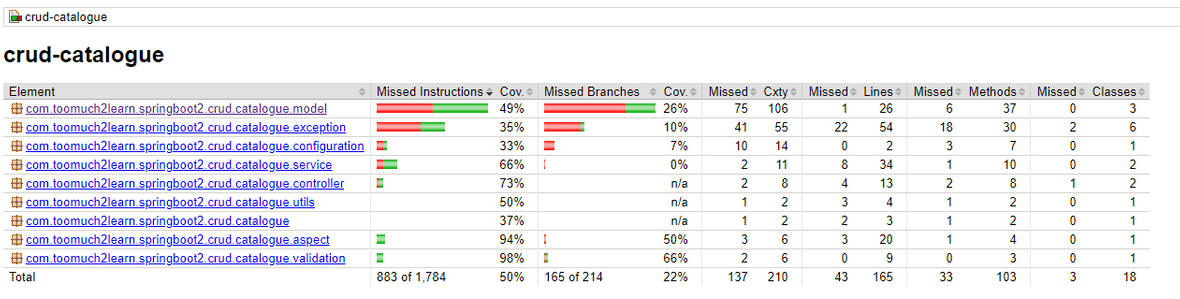 crud-catalogue
crud-catalogue
Element Missed Instructions Cov. Missed Branches Cov. Missed Cxty Missed Lines Missed Methods Missed Classes
com.toomuch2learn.springboot2.crud.catalogue.model 49% 26% 75 106 1 26 6 37 0 3
com.toomuch2learn.springboot2.crud.catalogue.exception 35% 10% 41 55 22 54 18 30 2 6
com.toomuch2learn.springboot2.crud.catalogue.configuration 33% 7% 10 14 0 2 3 7 0 1
com.toomuch2learn.springboot2.crud.catalogue.service 66% 0% 2 11 8 34 1 10 0 2
com.toomuch2learn.springboot2.crud.catalogue.controller 73% n/a 2 8 4 13 2 8 1 2
com.toomuch2learn.springboot2.crud.catalogue.utils 50% n/a 1 2 3 4 1 2 0 1
com.toomuch2learn.springboot2.crud.catalogue 37% n/a 1 2 2 3 1 2 0 1
com.toomuch2learn.springboot2.crud.catalogue.aspect 94% 50% 3 6 3 20 1 4 0 1
com.toomuch2learn.springboot2.crud.catalogue.validation 98% 66% 2 6 0 9 0 3 0 1
Total 883 of 1,784 50% 165 of 214 22% 137 210 43 165 33 103 3 18